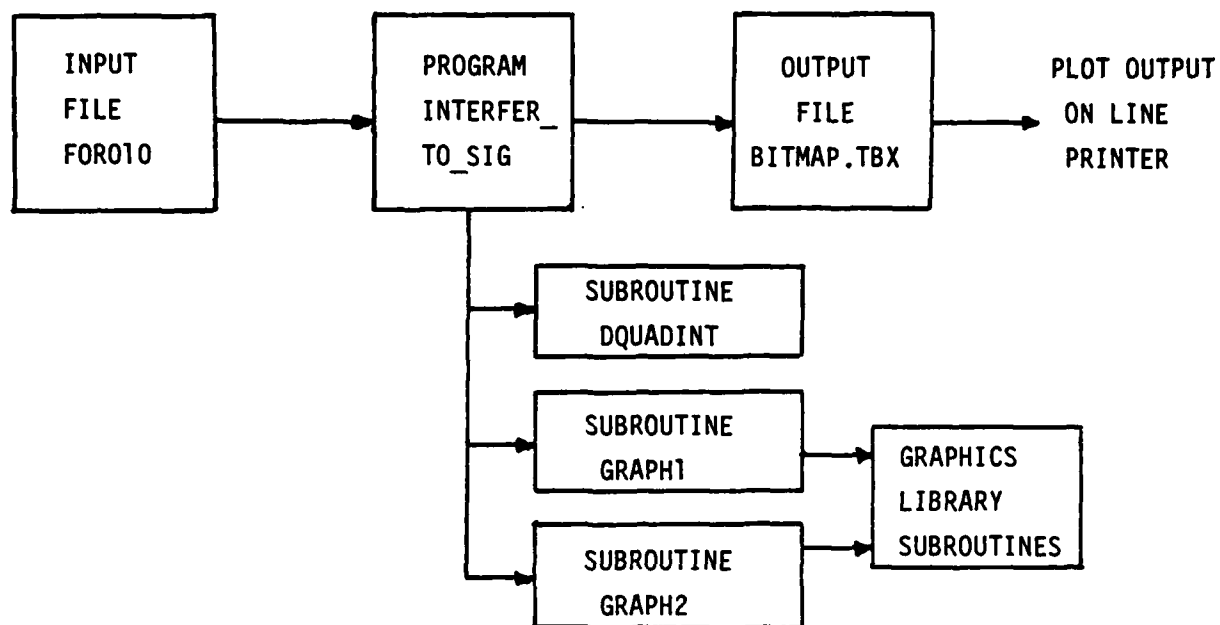 INPUT
FILE
FOR010
PROGRAM
INTERFER_
TO_SIG
OUTPUT
FILE
BITMAP.TBX
PLOT OUTPUT
ON LINE
PRINTER
SUBROUTINE
DQUADINT
SUBROUTINE
GRAPH1
GRAPHICS
LIBRARY
SUBROUTINES
SUBROUTINE
GRAPH2